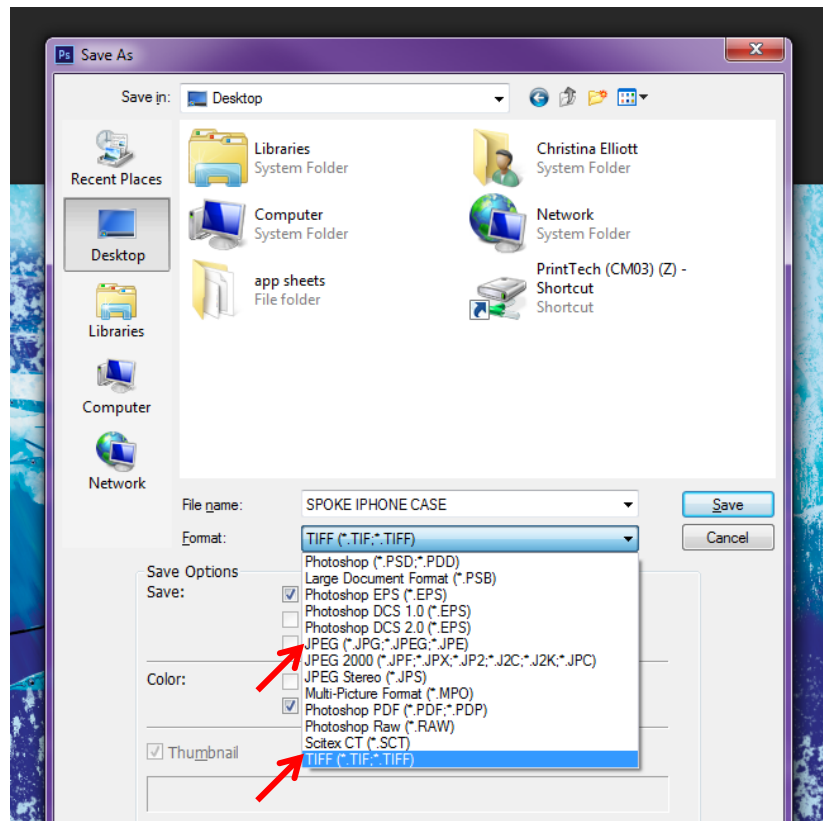 Ps Save As
x
Save in: Desktop
Recent Places
Desktop
Libraries
Computer
Network
Libraries
System Folder
Christina Elliott
System Folder
Computer
System Folder
Network
System Folder
app sheets
File folder
PrintTech (CM03) (Z) -
Shortcut
Shortcut
File name: SPOKE IPHONE CASE Save
Format: TIFF (*.TIF;*.TIFF) Cancel
Photoshop (*.PSD;*.PDD)
Large Document Format (*.PSB)
Photoshop EPS (*.EPS)
Photoshop DCS 1.0 (*.EPS)
Photoshop DCS 2.0 (*.EPS)
JPEG (*.JPG;*.JPEG;*.JPE)
JPEG 2000 (*.JPF;*.JPX;*.JP2;*.J2C;*.J2K;*.JPC)
JPEG Stereo (*.JPS)
Multi-Picture Format (*.MPO)
Photoshop PDF (*.PDF;*.PDP)
Photoshop Raw (*.RAW)
Scitex CT (*.SCT)
TIFF (*.TIF;*.TIFF)
Save Options
Save:
Color:
Thumbnail